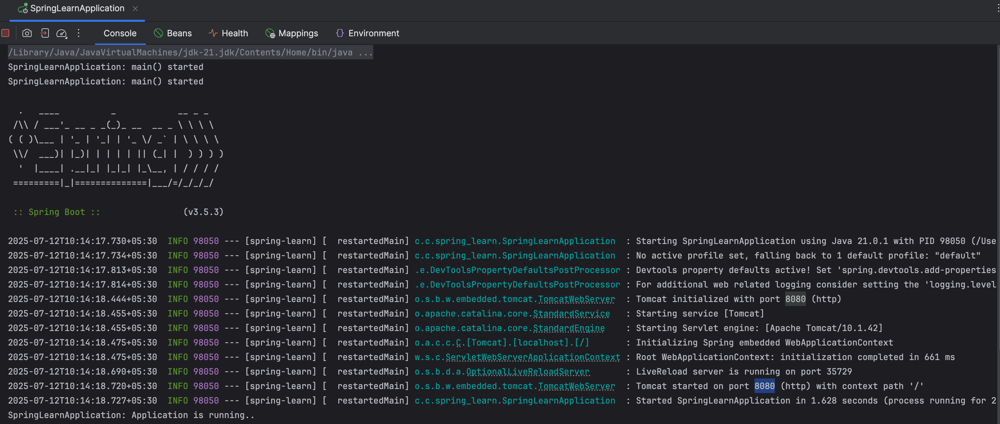 SpringLearnApplication ×
Console Beans Health Mappings Environment
/Library/Java/JavaVirtualMachines/jdk-21.jdk/Contents/Home/bin/java ...
SpringLearnApplication: main() started
SpringLearnApplication: main() started
  .   ____          _            __ _ _
 /\\ / ___'_ __ _ _(_)_ __  __ _ \ \ \ \
( ( )\___ | '_ | '_| | '_ \/ _` | \ \ \ \
 \\/  ___)| |_)| | | | | || (_| |  ) ) ) )
  '  |____| .__|_| |_|_| |_\__, | / / / /
 =========|_|==============|___/=/_/_/_/
 :: Spring Boot ::                (v3.5.3)
2025-07-12T10:14:17.730+05:30  INFO 98050 --- [spring-learn] [  restartedMain] c.c.spring_learn.SpringLearnApplication  : Starting SpringLearnApplication using Java 21.0.1 with PID 98050 (/Use
2025-07-12T10:14:17.734+05:30  INFO 98050 --- [spring-learn] [  restartedMain] c.c.spring_learn.SpringLearnApplication  : No active profile set, falling back to 1 default profile: "default"
2025-07-12T10:14:17.813+05:30  INFO 98050 --- [spring-learn] [  restartedMain] .e.DevToolsPropertyDefaultsPostProcessor : Devtools property defaults active! Set 'spring.devtools.add-properties
2025-07-12T10:14:17.814+05:30  INFO 98050 --- [spring-learn] [  restartedMain] .e.DevToolsPropertyDefaultsPostProcessor : For additional web related logging consider setting the 'logging.level
2025-07-12T10:14:18.444+05:30  INFO 98050 --- [spring-learn] [  restartedMain] o.s.b.w.embedded.tomcat.TomcatWebServer  : Tomcat initialized with port 8080 (http)
2025-07-12T10:14:18.455+05:30  INFO 98050 --- [spring-learn] [  restartedMain] o.apache.catalina.core.StandardService   : Starting service [Tomcat]
2025-07-12T10:14:18.455+05:30  INFO 98050 --- [spring-learn] [  restartedMain] o.apache.catalina.core.StandardEngine    : Starting Servlet engine: [Apache Tomcat/10.1.42]
2025-07-12T10:14:18.475+05:30  INFO 98050 --- [spring-learn] [  restartedMain] o.a.c.c.C.[Tomcat].[localhost].[/]       : Initializing Spring embedded WebApplicationContext
2025-07-12T10:14:18.475+05:30  INFO 98050 --- [spring-learn] [  restartedMain] w.s.c.ServletWebServerApplicationContext : Root WebApplicationContext: initialization completed in 661 ms
2025-07-12T10:14:18.690+05:30  INFO 98050 --- [spring-learn] [  restartedMain] o.s.b.d.a.OptionalLiveReloadServer       : LiveReload server is running on port 35729
2025-07-12T10:14:18.720+05:30  INFO 98050 --- [spring-learn] [  restartedMain] o.s.b.w.embedded.tomcat.TomcatWebServer  : Tomcat started on port 8080 (http) with context path '/'
2025-07-12T10:14:18.727+05:30  INFO 98050 --- [spring-learn] [  restartedMain] c.c.spring_learn.SpringLearnApplication  : Started SpringLearnApplication in 1.628 seconds (process running for 2
SpringLearnApplication: Application is running..